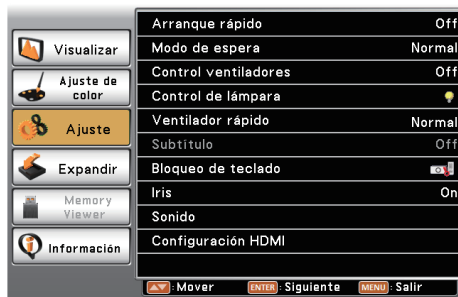 Visualizar
Ajuste de
color
Ajuste
Expandir
Memory
Viewer
Información
Arranque rápido Off
Modo de espera Normal
Control ventiladores Off
Control de lámpara
Ventilador rápido Normal
Subtítulo Off
Bloqueo de teclado
Iris On
Sonido
Configuración HDMI
:Mover ENTER :Siguiente MENU :Salir